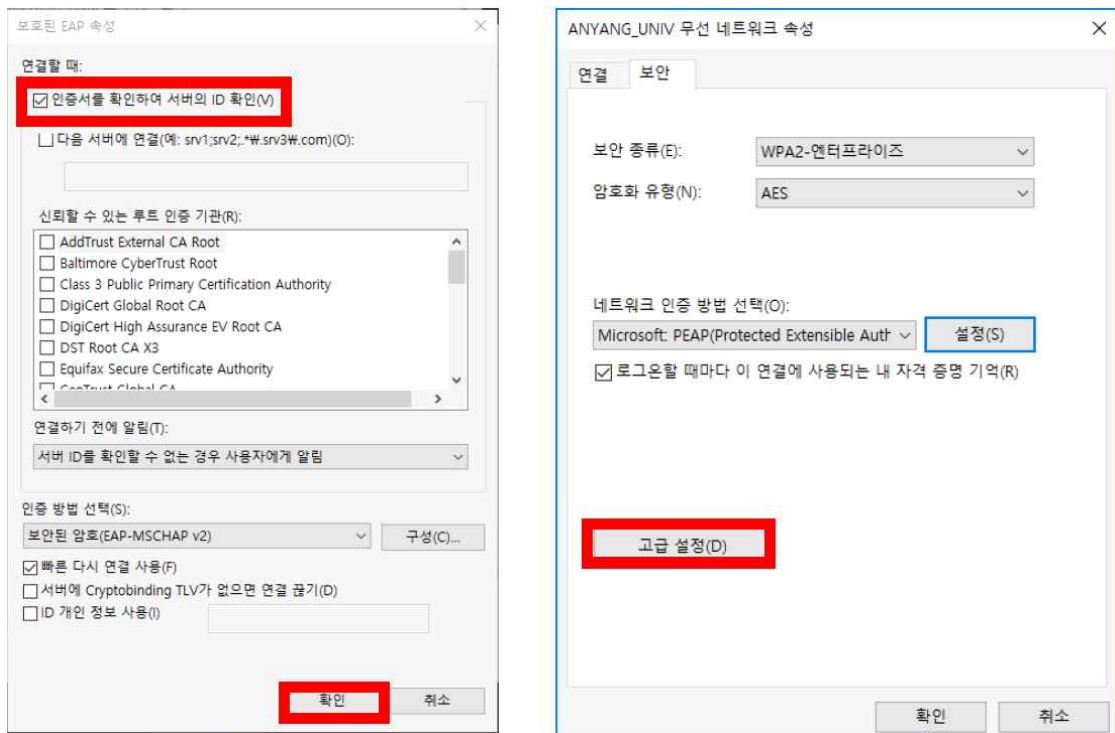 보호된 EAP 속성
연결할 때:
인증서를 확인하여 서버의 ID 확인(V)
다음 서버에 연결(예: srv1;srv2;.*₩.srv3₩.com)(O):
신뢰할 수 있는 루트 인증 기관(R):
AddTrust External CA Root
Baltimore CyberTrust Root
Class 3 Public Primary Certification Authority
DigiCert Global Root CA
DigiCert High Assurance EV Root CA
DST Root CA X3
Equifax Secure Certificate Authority
GeoTrust Global CA
연결하기 전에 알림(T):
서버 ID를 확인할 수 없는 경우 사용자에게 알림
인증 방법 선택(S):
보안된 암호(EAP-MSCHAP v2)
구성(C)...
빠른 다시 연결 사용(F)
서버에 Cryptobinding TLV가 없으면 연결 끊기(D)
ID 개인 정보 사용(I)
확인
취소
ANYANG_UNIV 무선 네트워크 속성
연결
보안
보안 종류(E):
WPA2-엔터프라이즈
암호화 유형(N):
AES
네트워크 인증 방법 선택(O):
Microsoft: PEAP(Protected Extensible Auth
설정(S)
로그온할 때마다 이 연결에 사용되는 내 자격 증명 기억(R)
고급 설정(D)
확인
취소